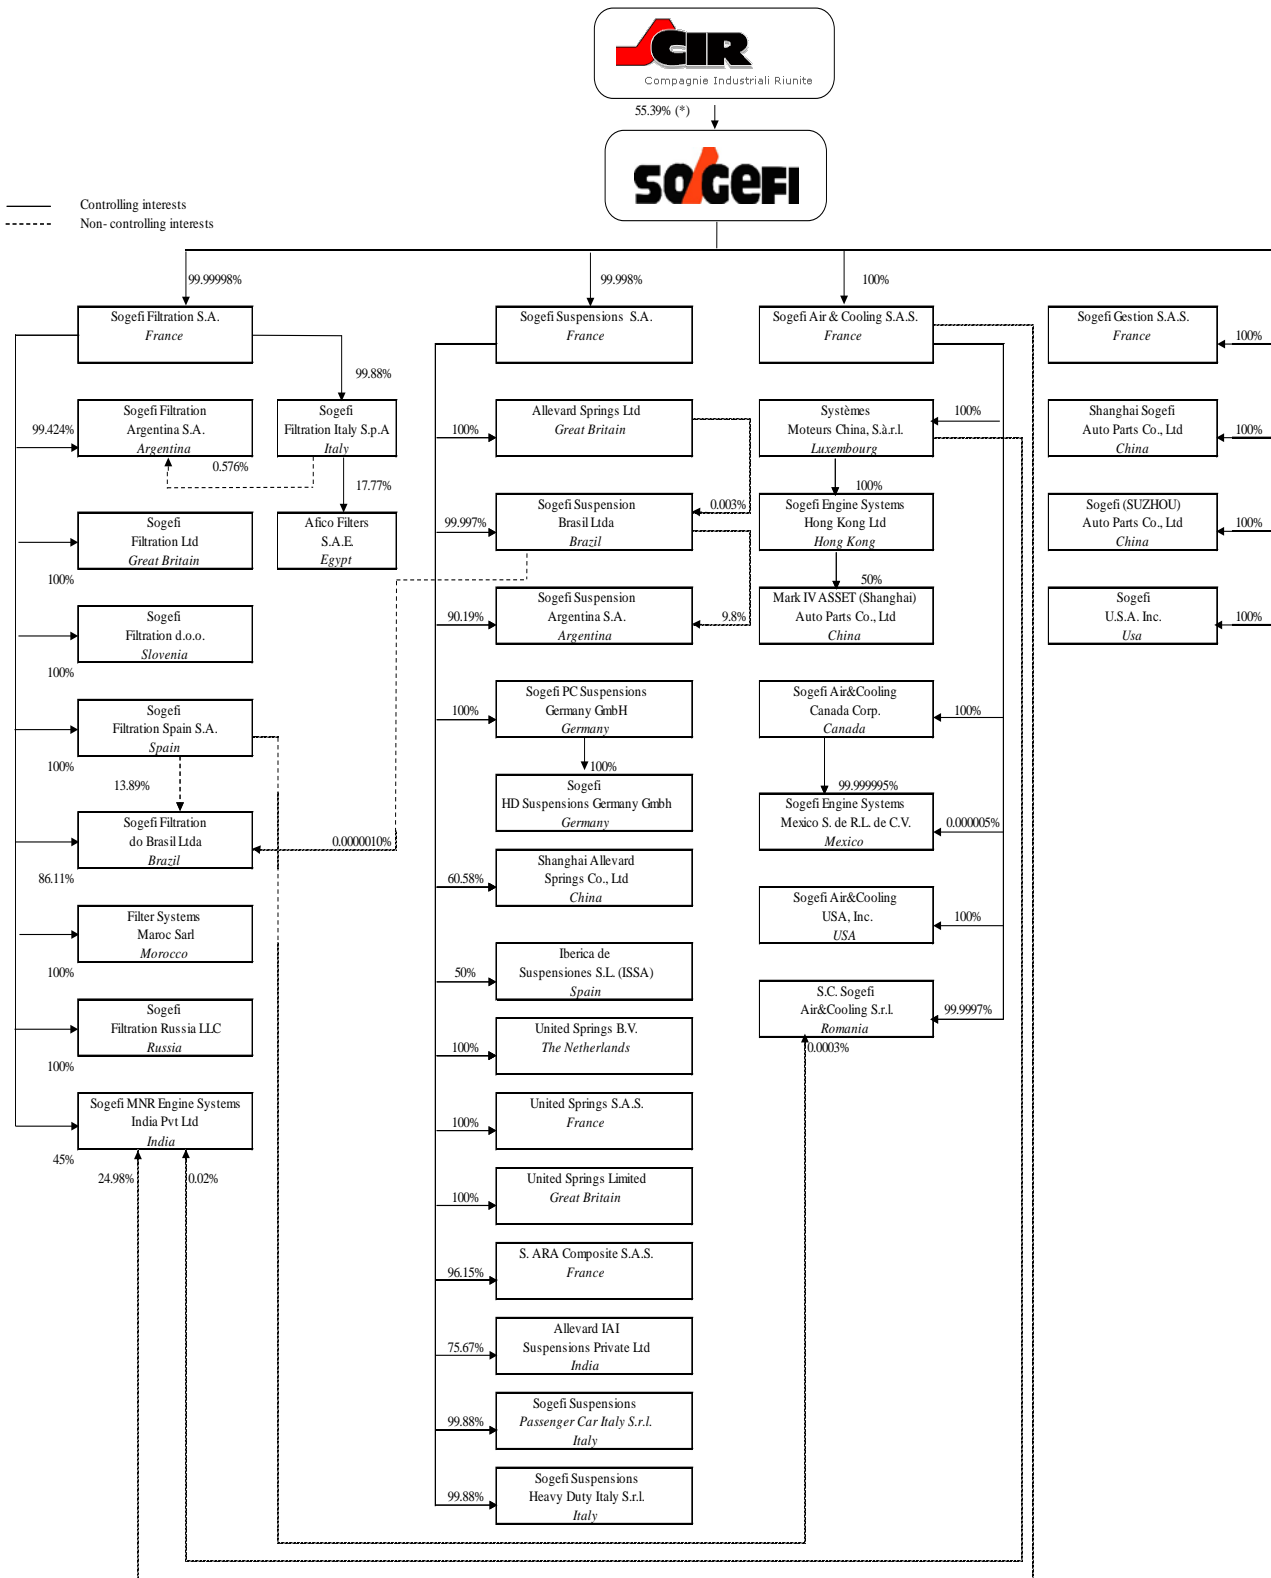 CIR
Compagnie Industriali Riunite
55.39% (*)
SOGEFI
Controlling interests
Non- controlling interests
99.99998%
99.998%
100%
Sogefi Filtration S.A.
France
Sogefi Suspensions S.A.
France
Sogefi Air & Cooling S.A.S.
France
Sogefi Gestion S.A.S.
France
100%
99.88%
99.424%
Sogefi Filtration
Argentina S.A.
Argentina
Sogefi
Filtration Italy S.p.A
Italy
0.576%
17.77%
100%
Allevard Springs Ltd
Great Britain
Systèmes
Moteurs China, S.à.r.l.
Luxembourg
100%
Shanghai Sogefi
Auto Parts Co., Ltd
China
100%
100%
Sogefi
Filtration Ltd
Great Britain
100%
Afico Filters
S.A.E.
Egypt
99.997%
Sogefi Suspension
Brasil Ltda
Brazil
0.003%
Sogefi Engine Systems
Hong Kong Ltd
Hong Kong
50%
Sogefi (SUZHOU)
Auto Parts Co., Ltd
China
100%
Sogefi
Filtration d.o.o.
Slovenia
100%
90.19%
Sogefi Suspension
Argentina S.A.
Argentina
9.8%
Mark IV ASSET (Shanghai)
Auto Parts Co., Ltd
China
Sogefi
U.S.A. Inc.
Usa
100%
Sogefi
Filtration Spain S.A.
Spain
100%
13.89%
100%
Sogefi PC Suspensions
Germany GmbH
Germany
100%
Sogefi Air&Cooling
Canada Corp.
Canada
100%
99.999995%
Sogefi
HD Suspensions Germany Gmbh
Germany
Sogefi Filtration
do Brasil Ltda
Brazil
86.11%
0.0000010%
Sogefi Engine Systems
Mexico S. de R.L. de C.V.
Mexico
0.000005%
60.58%
Shanghai Allevard
Springs Co., Ltd
China
Filter Systems
Maroc Sarl
Morocco
100%
Sogefi Air&Cooling
USA, Inc.
USA
100%
50%
Iberica de
Suspensiones S.L. (ISSA)
Spain
Sogefi
Filtration Russia LLC
Russia
100%
S.C. Sogefi
Air&Cooling S.r.l.
Romania
99.9997%
0.0003%
100%
United Springs B.V.
The Netherlands
Sogefi MNR Engine Systems
India Pvt Ltd
India
45%
24.98%
0.02%
100%
United Springs S.A.S.
France
100%
United Springs Limited
Great Britain
96.15%
S. ARA Composite S.A.S.
France
75.67%
Allevard IAI
Suspensions Private Ltd
India
99.88%
Sogefi Suspensions
Passenger Car Italy S.r.l.
Italy
99.88%
Sogefi Suspensions
Heavy Duty Italy S.r.l.
Italy